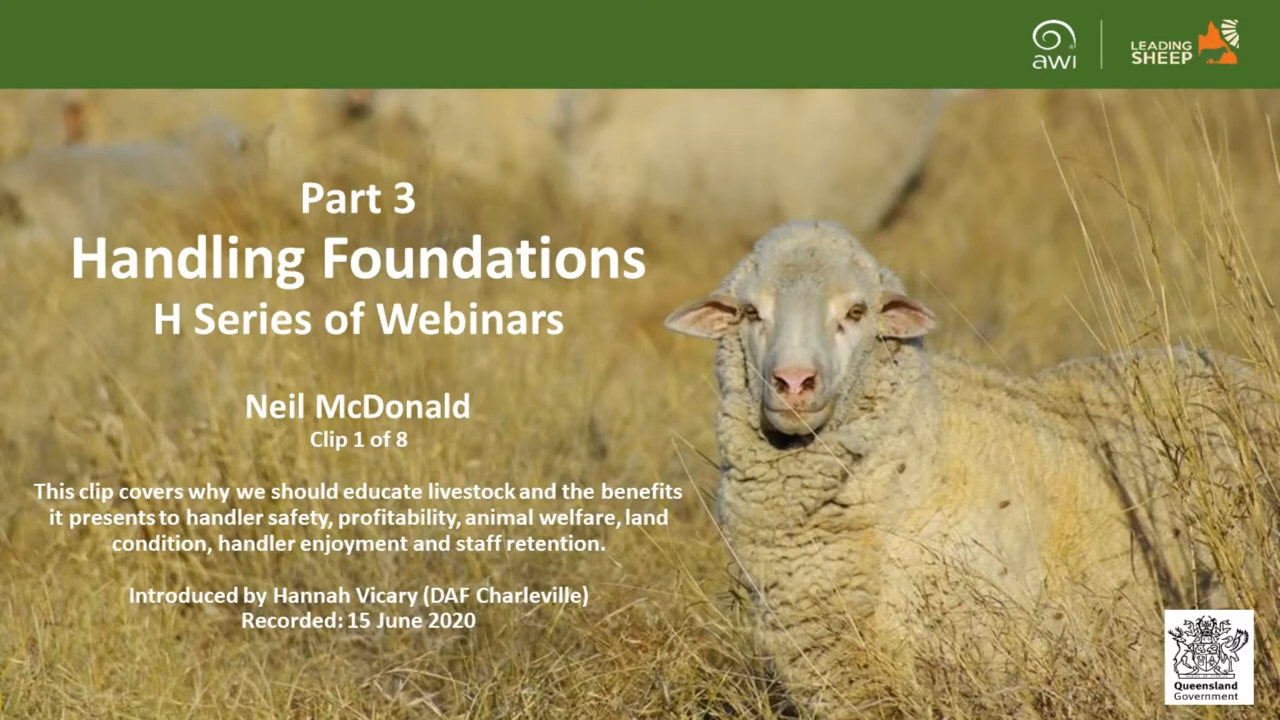 awi
LEADING
SHEEP
Part 3
Handling Foundations
H Series of Webinars
Neil McDonald
Clip 1 of 8
This clip covers why we should educate livestock and the benefits
it presents to handler safety, profitability, animal welfare, land
condition, handler enjoyment and staff retention.
Introduced by Hannah Vicary (DAF Charleville)
Recorded: 15 June 2020
Queensland
Government